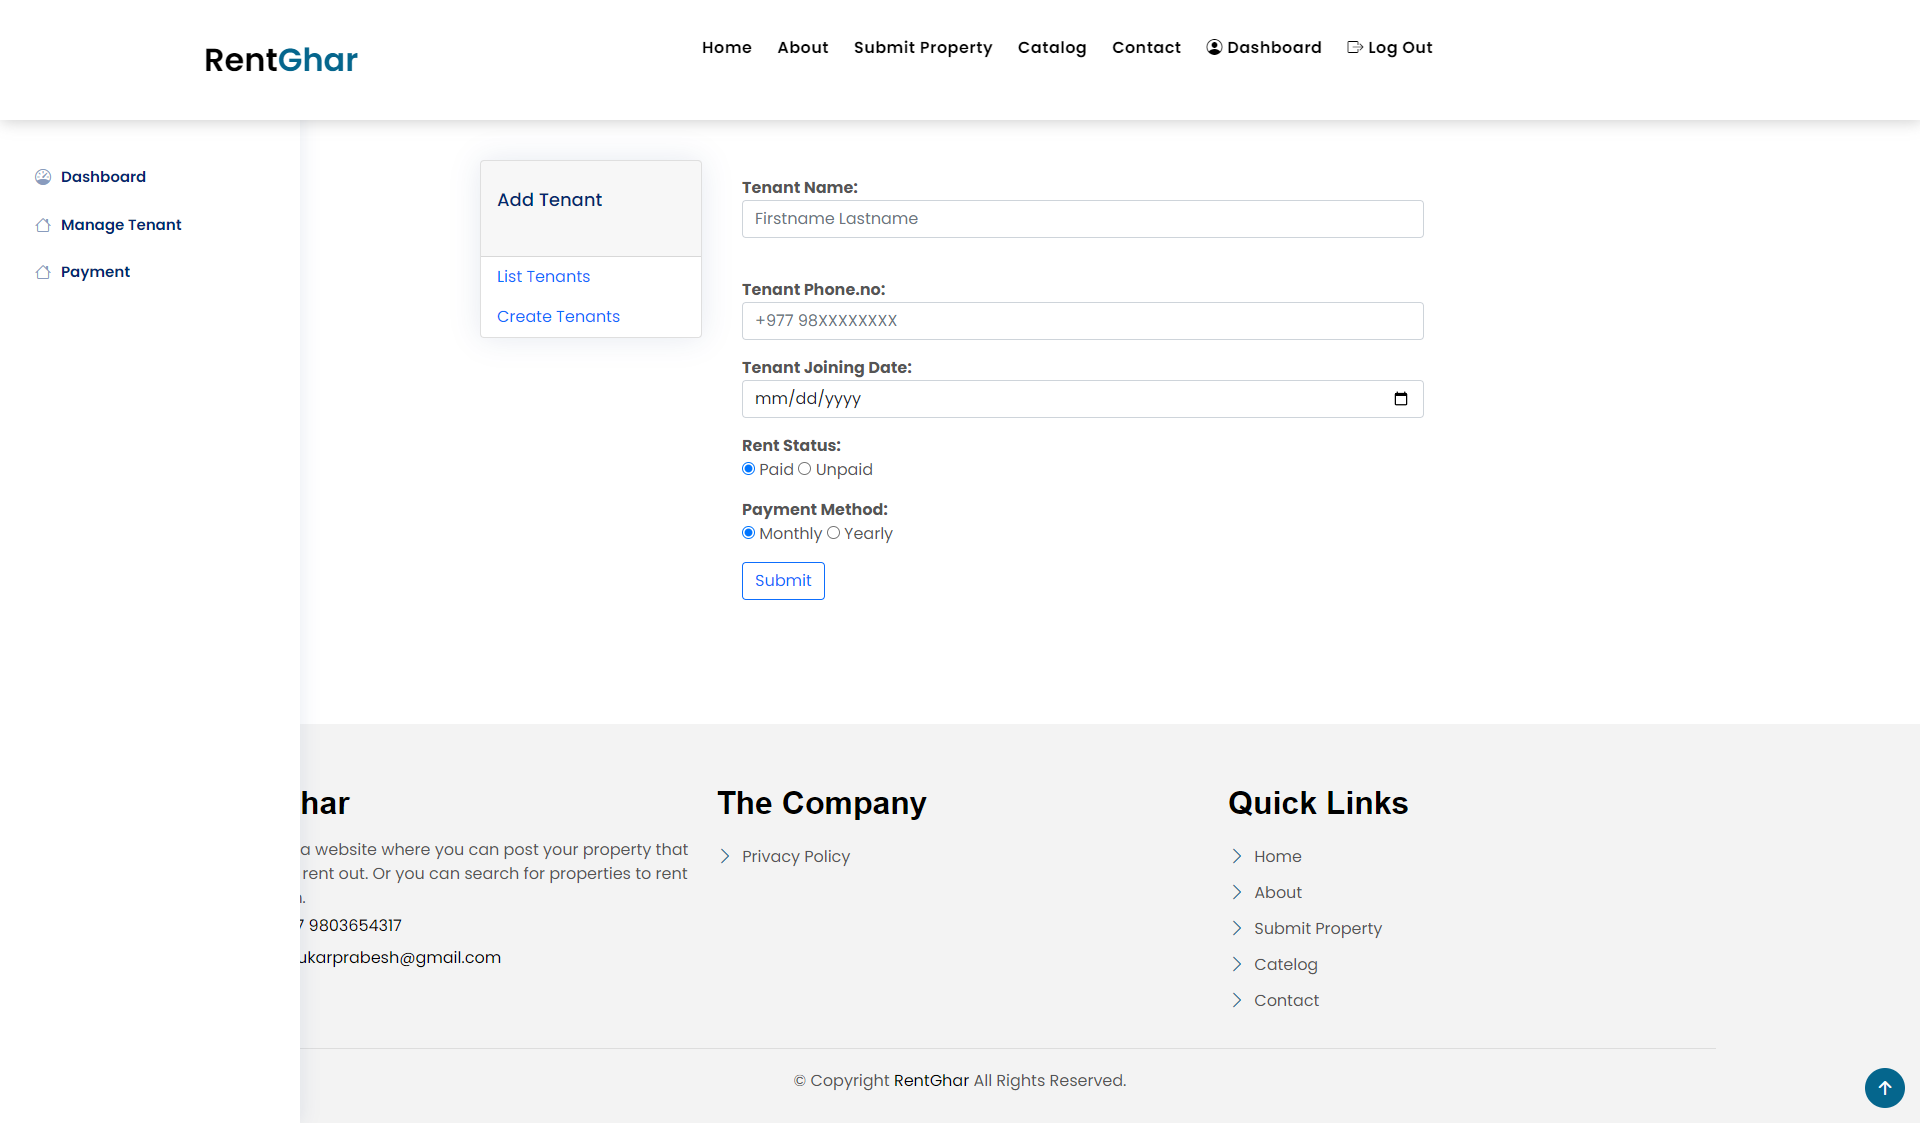 RentGhar
Home About Submit Property Catalog Contact Dashboard Log Out
Dashboard
Manage Tenant
Payment
Add Tenant
List Tenants
Create Tenants
Tenant Name:
Firstname Lastname
Tenant Phone.no:
+977 98XXXXXXXX
Tenant Joining Date:
mm/dd/yyyy
Rent Status:
Paid Unpaid
Payment Method:
Monthly Yearly
Submit
har
a website where you can post your property that
rent out. Or you can search for properties to rent
7 9803654317
ukarprabesh@gmail.com
The Company
Privacy Policy
Quick Links
Home
About
Submit Property
Catelog
Contact
© Copyright RentGhar All Rights Reserved.